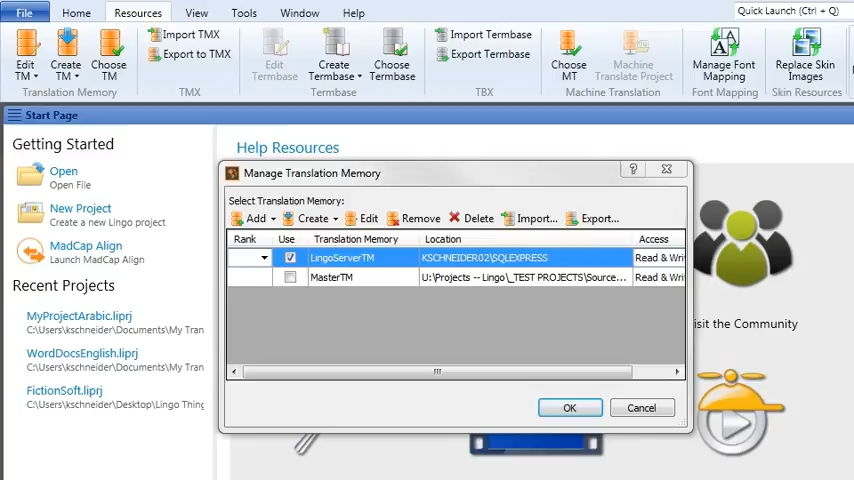 File Home Resources View Tools Window Help Quick Launch (Ctrl + Q)
Edit TM Create TM Choose TM
Import TMX
Export to TMX
Edit Termbase Create Termbase Choose Termbase
Import Termbase
Export Termbase
Choose MT Machine Translate Project
Manage Font Mapping
Replace Skin Images
Translation Memory TMX Termbase TBX Machine Translation Font Mapping Skin Resources
Start Page
Getting Started
Open
Open File
New Project
Create a new Lingo project
MadCap Align
Launch MadCap Align
Recent Projects
MyProjectArabic.liprj
C:\Users\kschneider\Documents\My Tran
WordDocsEnglish.liprj
C:\Users\kschneider\Documents\My Tran
FictionSoft.liprj
C:\Users\kschneider\Desktop\Lingo Thing
Help Resources
Manage Translation Memory
Select Translation Memory:
Add Create Edit Remove Delete Import... Export...
Rank Use Translation Memory Location Access
LingoServerTM KSCHNEIDER02\SQLEXPRESS Read & Wri
MasterTM U:\Projects -- Lingo\_TEST PROJECTS\Source... Read & Wri
OK Cancel
isit the Community